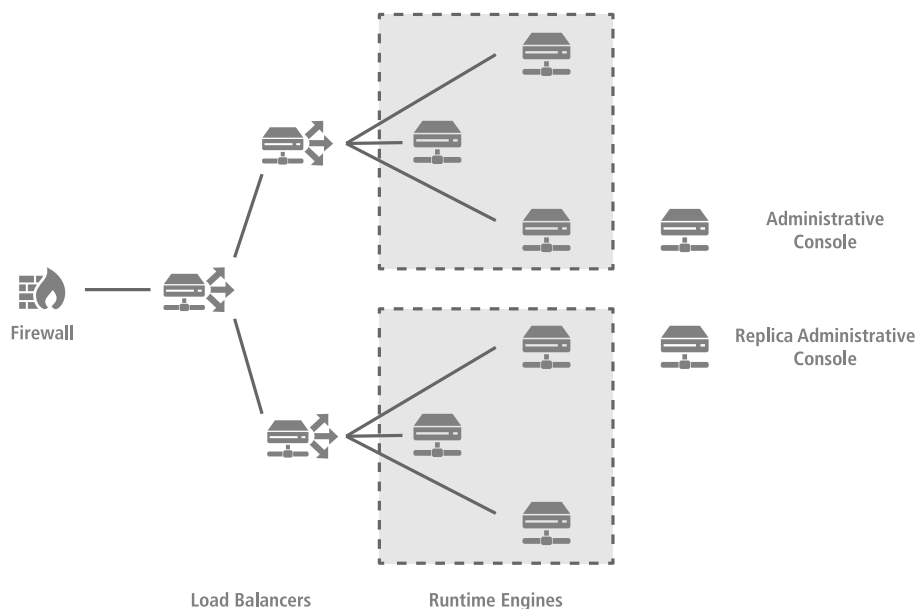 Administrative
Console
Firewall
Replica Administrative
Console
Load Balancers
Runtime Engines